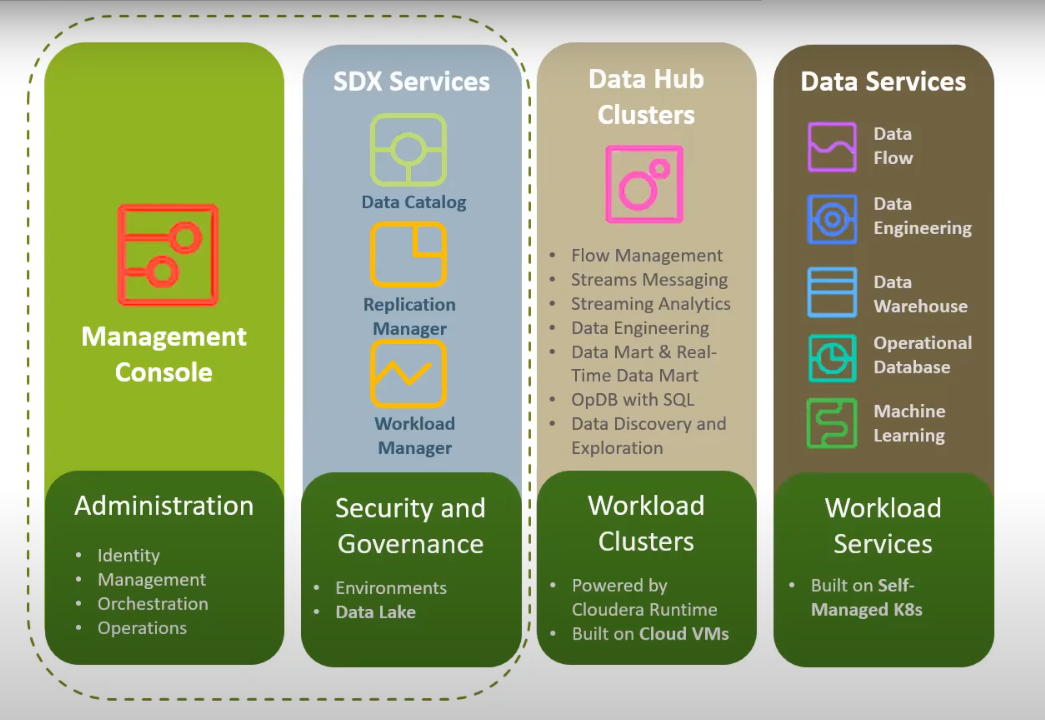 Management
Console
Administration
• Identity
• Management
• Orchestration
• Operations
SDX Services
Data Catalog
Replication
Manager
Workload
Manager
Security and
Governance
• Environments
• Data Lake
Data Hub
Clusters
• Flow Management
• Streams Messaging
• Streaming Analytics
• Data Engineering
• Data Mart & Real-
Time Data Mart
• OpDB with SQL
• Data Discovery and
Exploration
Workload
Clusters
• Powered by
Cloudera Runtime
• Built on Cloud VMs
Data Services
Data
Flow
Data
Engineering
Data
Warehouse
Operational
Database
Machine
Learning
Workload
Services
• Built on Self-
Managed K8s